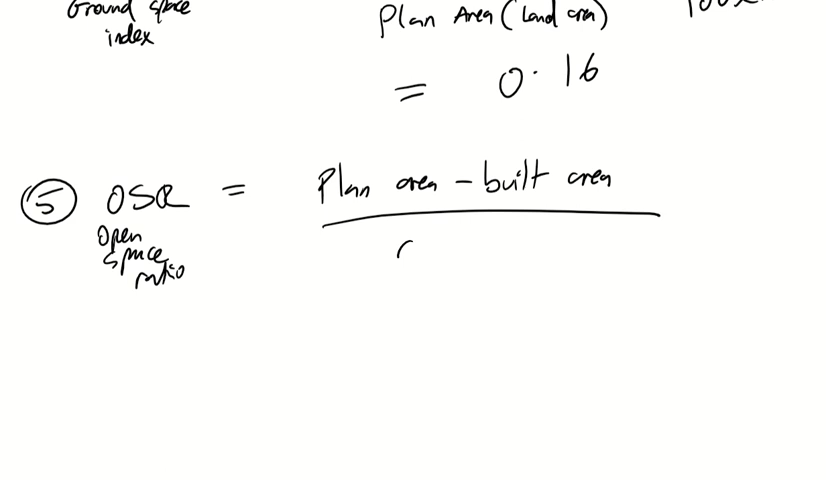 Ground space
index
Plan Area (Land area)
= 0.16
⑤ OSR = Plan area - built area
Open
space
ratio